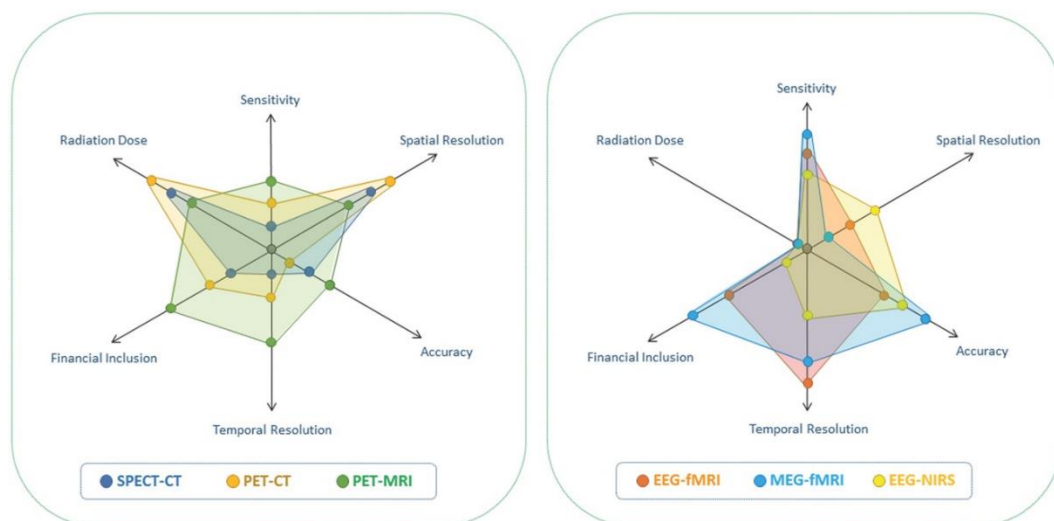 Sensitivity
Radiation Dose
Spatial Resolution
Financial Inclusion
Accuracy
Temporal Resolution
SPECT-CT PET-CT PET-MRI
Sensitivity
Radiation Dose
Spatial Resolution
Financial Inclusion
Accuracy
Temporal Resolution
EEG-fMRI MEG-fMRI EEG-NIRS